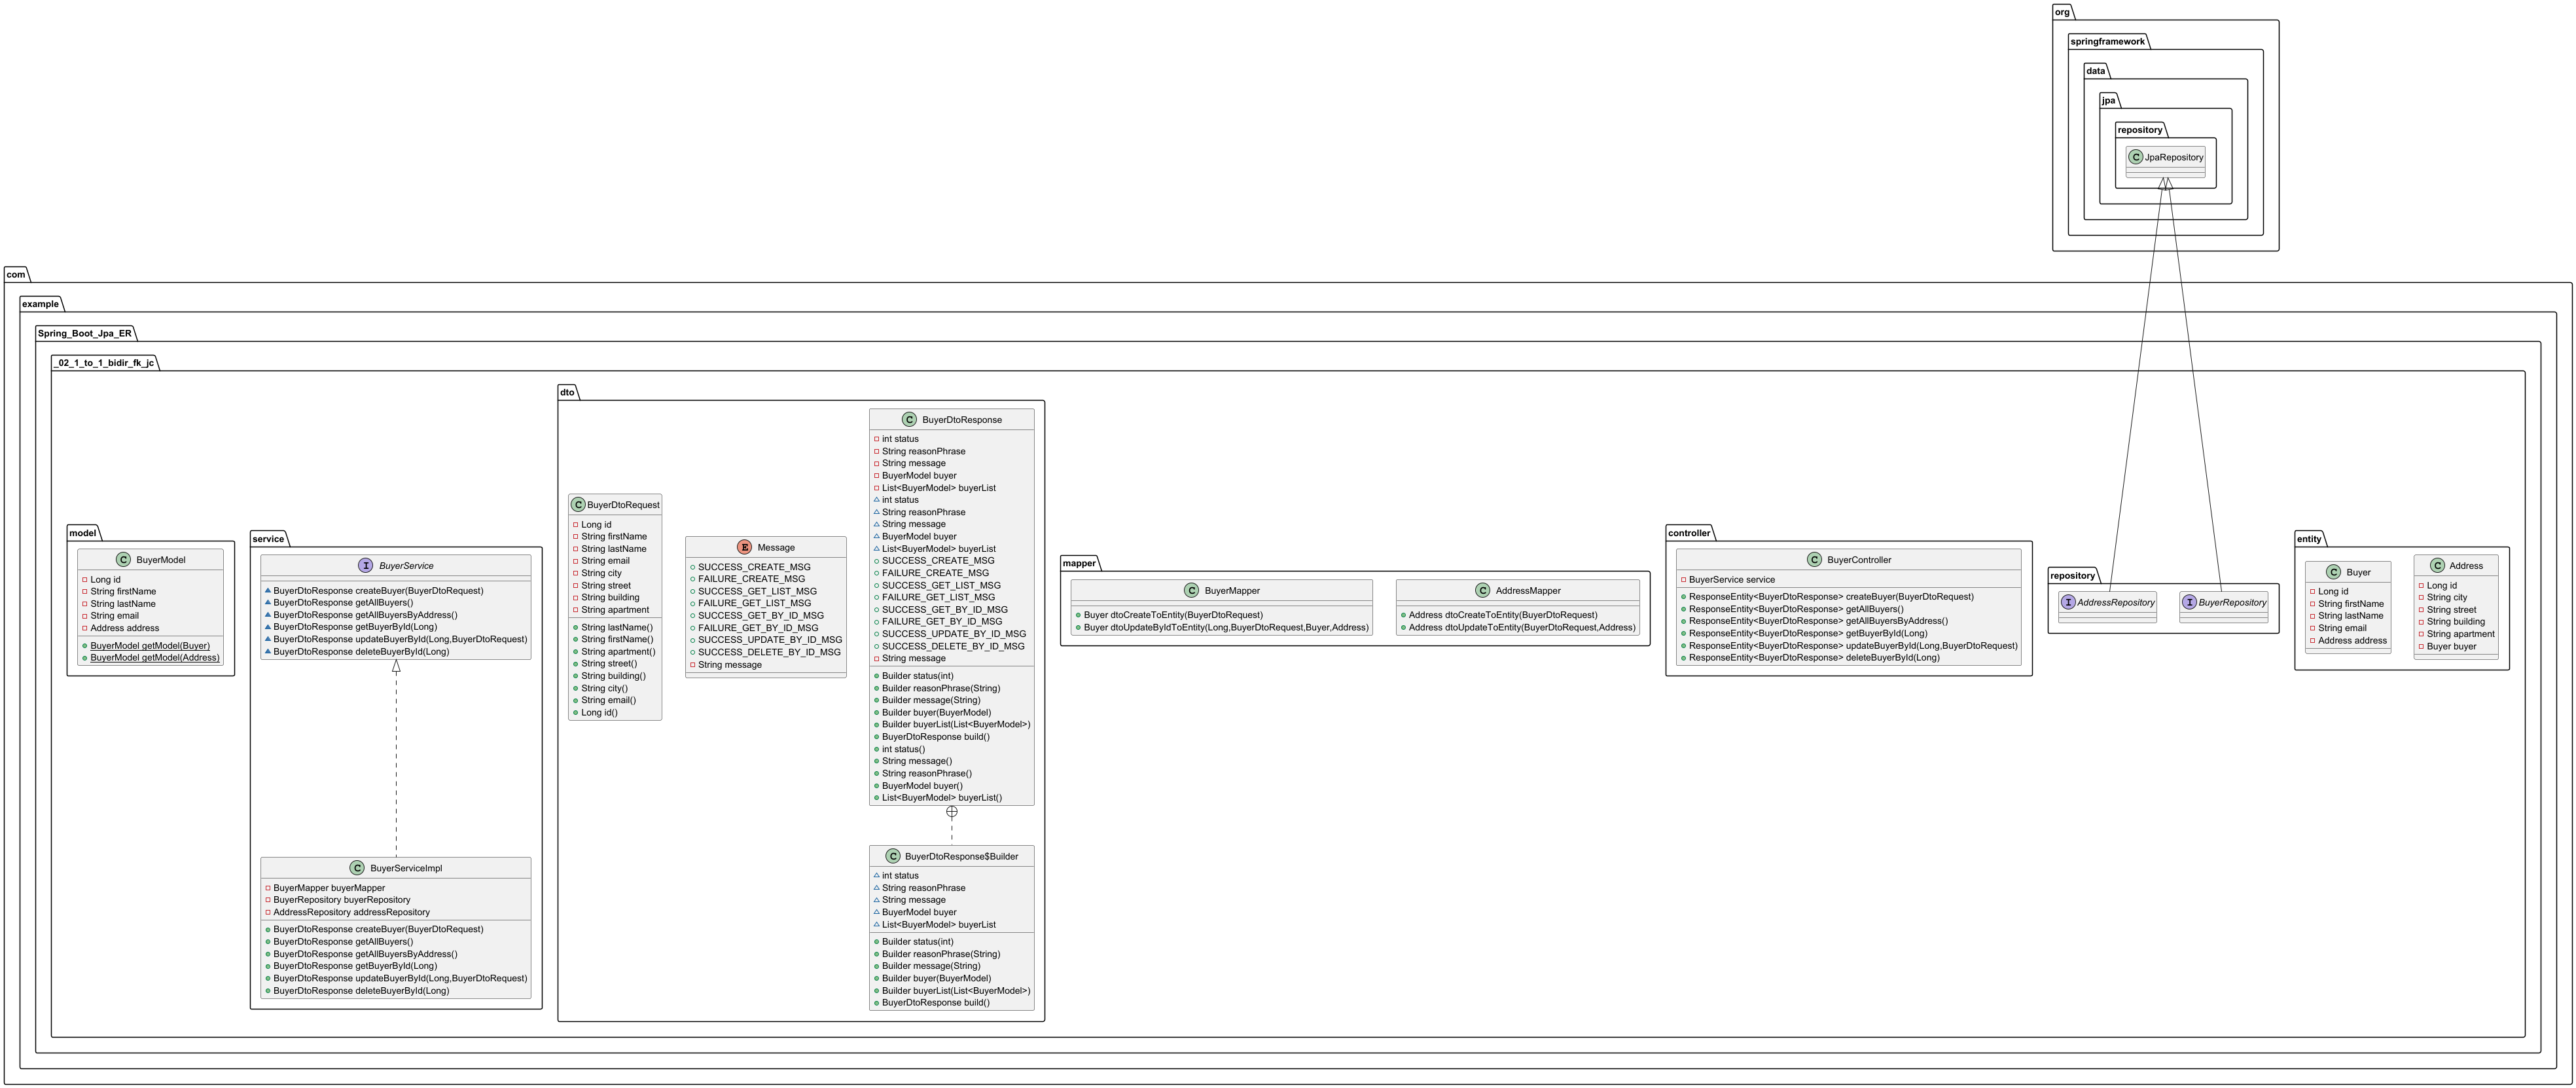 org
springframework
data
jpa
repository
C JpaRepository
com
example
Spring_Boot_Jpa_ER
_02_1_to_1_bidir_fk_jc
model
C BuyerModel
Long id
String firstName
String lastName
String email
Address address
BuyerModel getModel(Buyer)
BuyerModel getModel(Address)
service
I BuyerService
BuyerDtoResponse createBuyer(BuyerDtoRequest)
BuyerDtoResponse getAllBuyers()
BuyerDtoResponse getAllBuyersByAddress()
BuyerDtoResponse getBuyerById(Long)
BuyerDtoResponse updateBuyerById(Long,BuyerDtoRequest)
BuyerDtoResponse deleteBuyerById(Long)
C BuyerServiceImpl
BuyerMapper buyerMapper
BuyerRepository buyerRepository
AddressRepository addressRepository
BuyerDtoResponse createBuyer(BuyerDtoRequest)
BuyerDtoResponse getAllBuyers()
BuyerDtoResponse getAllBuyersByAddress()
BuyerDtoResponse getBuyerById(Long)
BuyerDtoResponse updateBuyerById(Long,BuyerDtoRequest)
BuyerDtoResponse deleteBuyerById(Long)
dto
C BuyerDtoRequest
Long id
String firstName
String lastName
String email
String city
String street
String building
String apartment
String lastName()
String firstName()
String apartment()
String street()
String building()
String city()
String email()
Long id()
E Message
SUCCESS_CREATE_MSG
FAILURE_CREATE_MSG
SUCCESS_GET_LIST_MSG
FAILURE_GET_LIST_MSG
SUCCESS_GET_BY_ID_MSG
FAILURE_GET_BY_ID_MSG
SUCCESS_UPDATE_BY_ID_MSG
SUCCESS_DELETE_BY_ID_MSG
String message
C BuyerDtoResponse
int status
String reasonPhrase
String message
BuyerModel buyer
List<BuyerModel> buyerList
int status
String reasonPhrase
String message
BuyerModel buyer
List<BuyerModel> buyerList
SUCCESS_CREATE_MSG
FAILURE_CREATE_MSG
SUCCESS_GET_LIST_MSG
FAILURE_GET_LIST_MSG
SUCCESS_GET_BY_ID_MSG
FAILURE_GET_BY_ID_MSG
SUCCESS_UPDATE_BY_ID_MSG
SUCCESS_DELETE_BY_ID_MSG
String message
Builder status(int)
Builder reasonPhrase(String)
Builder message(String)
Builder buyer(BuyerModel)
Builder buyerList(List<BuyerModel>)
BuyerDtoResponse build()
int status()
String message()
String reasonPhrase()
BuyerModel buyer()
List<BuyerModel> buyerList()
C BuyerDtoResponse$Builder
int status
String reasonPhrase
String message
BuyerModel buyer
List<BuyerModel> buyerList
Builder status(int)
Builder reasonPhrase(String)
Builder message(String)
Builder buyer(BuyerModel)
Builder buyerList(List<BuyerModel>)
BuyerDtoResponse build()
mapper
C BuyerMapper
Buyer dtoCreateToEntity(BuyerDtoRequest)
Buyer dtoUpdateByIdToEntity(Long,BuyerDtoRequest,Buyer,Address)
C AddressMapper
Address dtoCreateToEntity(BuyerDtoRequest)
Address dtoUpdateToEntity(BuyerDtoRequest,Address)
controller
C BuyerController
BuyerService service
ResponseEntity<BuyerDtoResponse> createBuyer(BuyerDtoRequest)
ResponseEntity<BuyerDtoResponse> getAllBuyers()
ResponseEntity<BuyerDtoResponse> getAllBuyersByAddress()
ResponseEntity<BuyerDtoResponse> getBuyerById(Long)
ResponseEntity<BuyerDtoResponse> updateBuyerById(Long,BuyerDtoRequest)
ResponseEntity<BuyerDtoResponse> deleteBuyerById(Long)
repository
I AddressRepository
I BuyerRepository
entity
C Buyer
Long id
String firstName
String lastName
String email
Address address
C Address
Long id
String city
String street
String building
String apartment
Buyer buyer